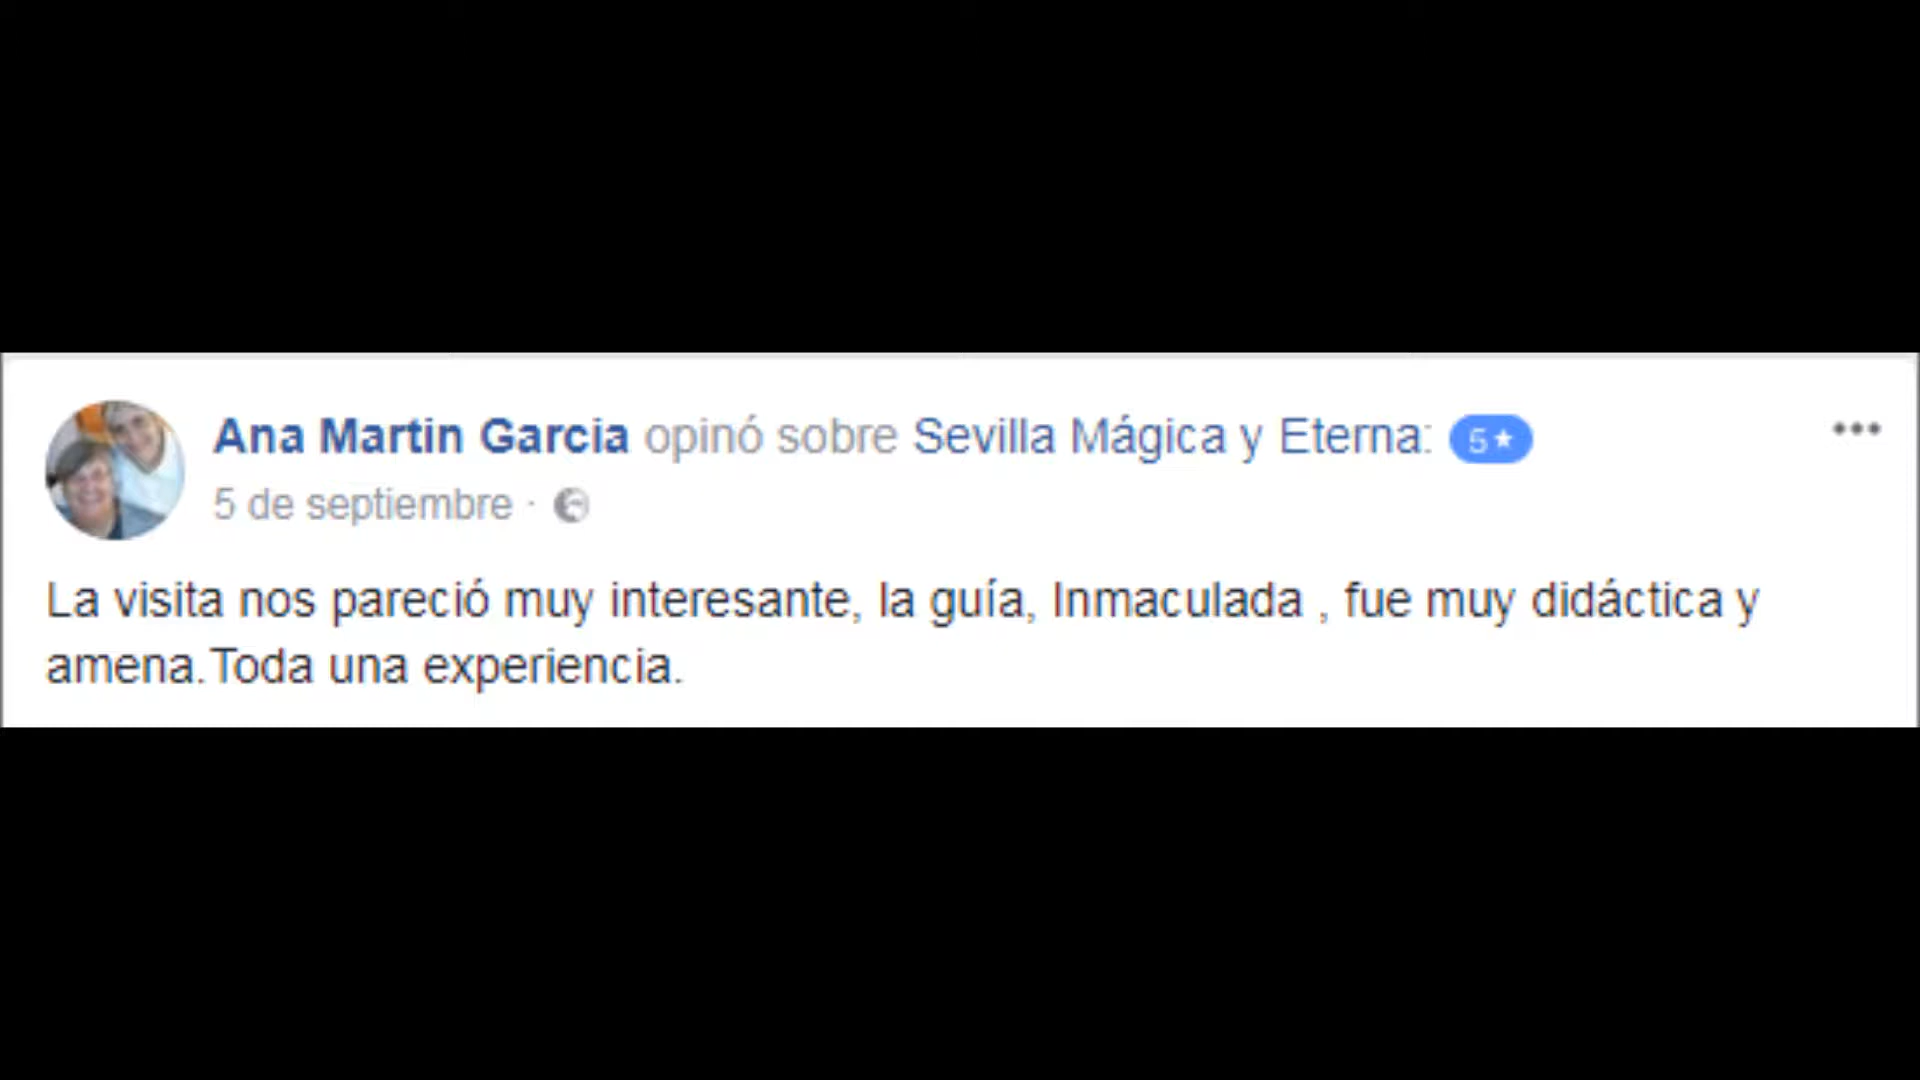 Ana Martin Garcia opinó sobre Sevilla Mágica y Eterna: 5★
5 de septiembre ·
La visita nos pareció muy interesante, la guía, Inmaculada , fue muy didáctica y
amena.Toda una experiencia.